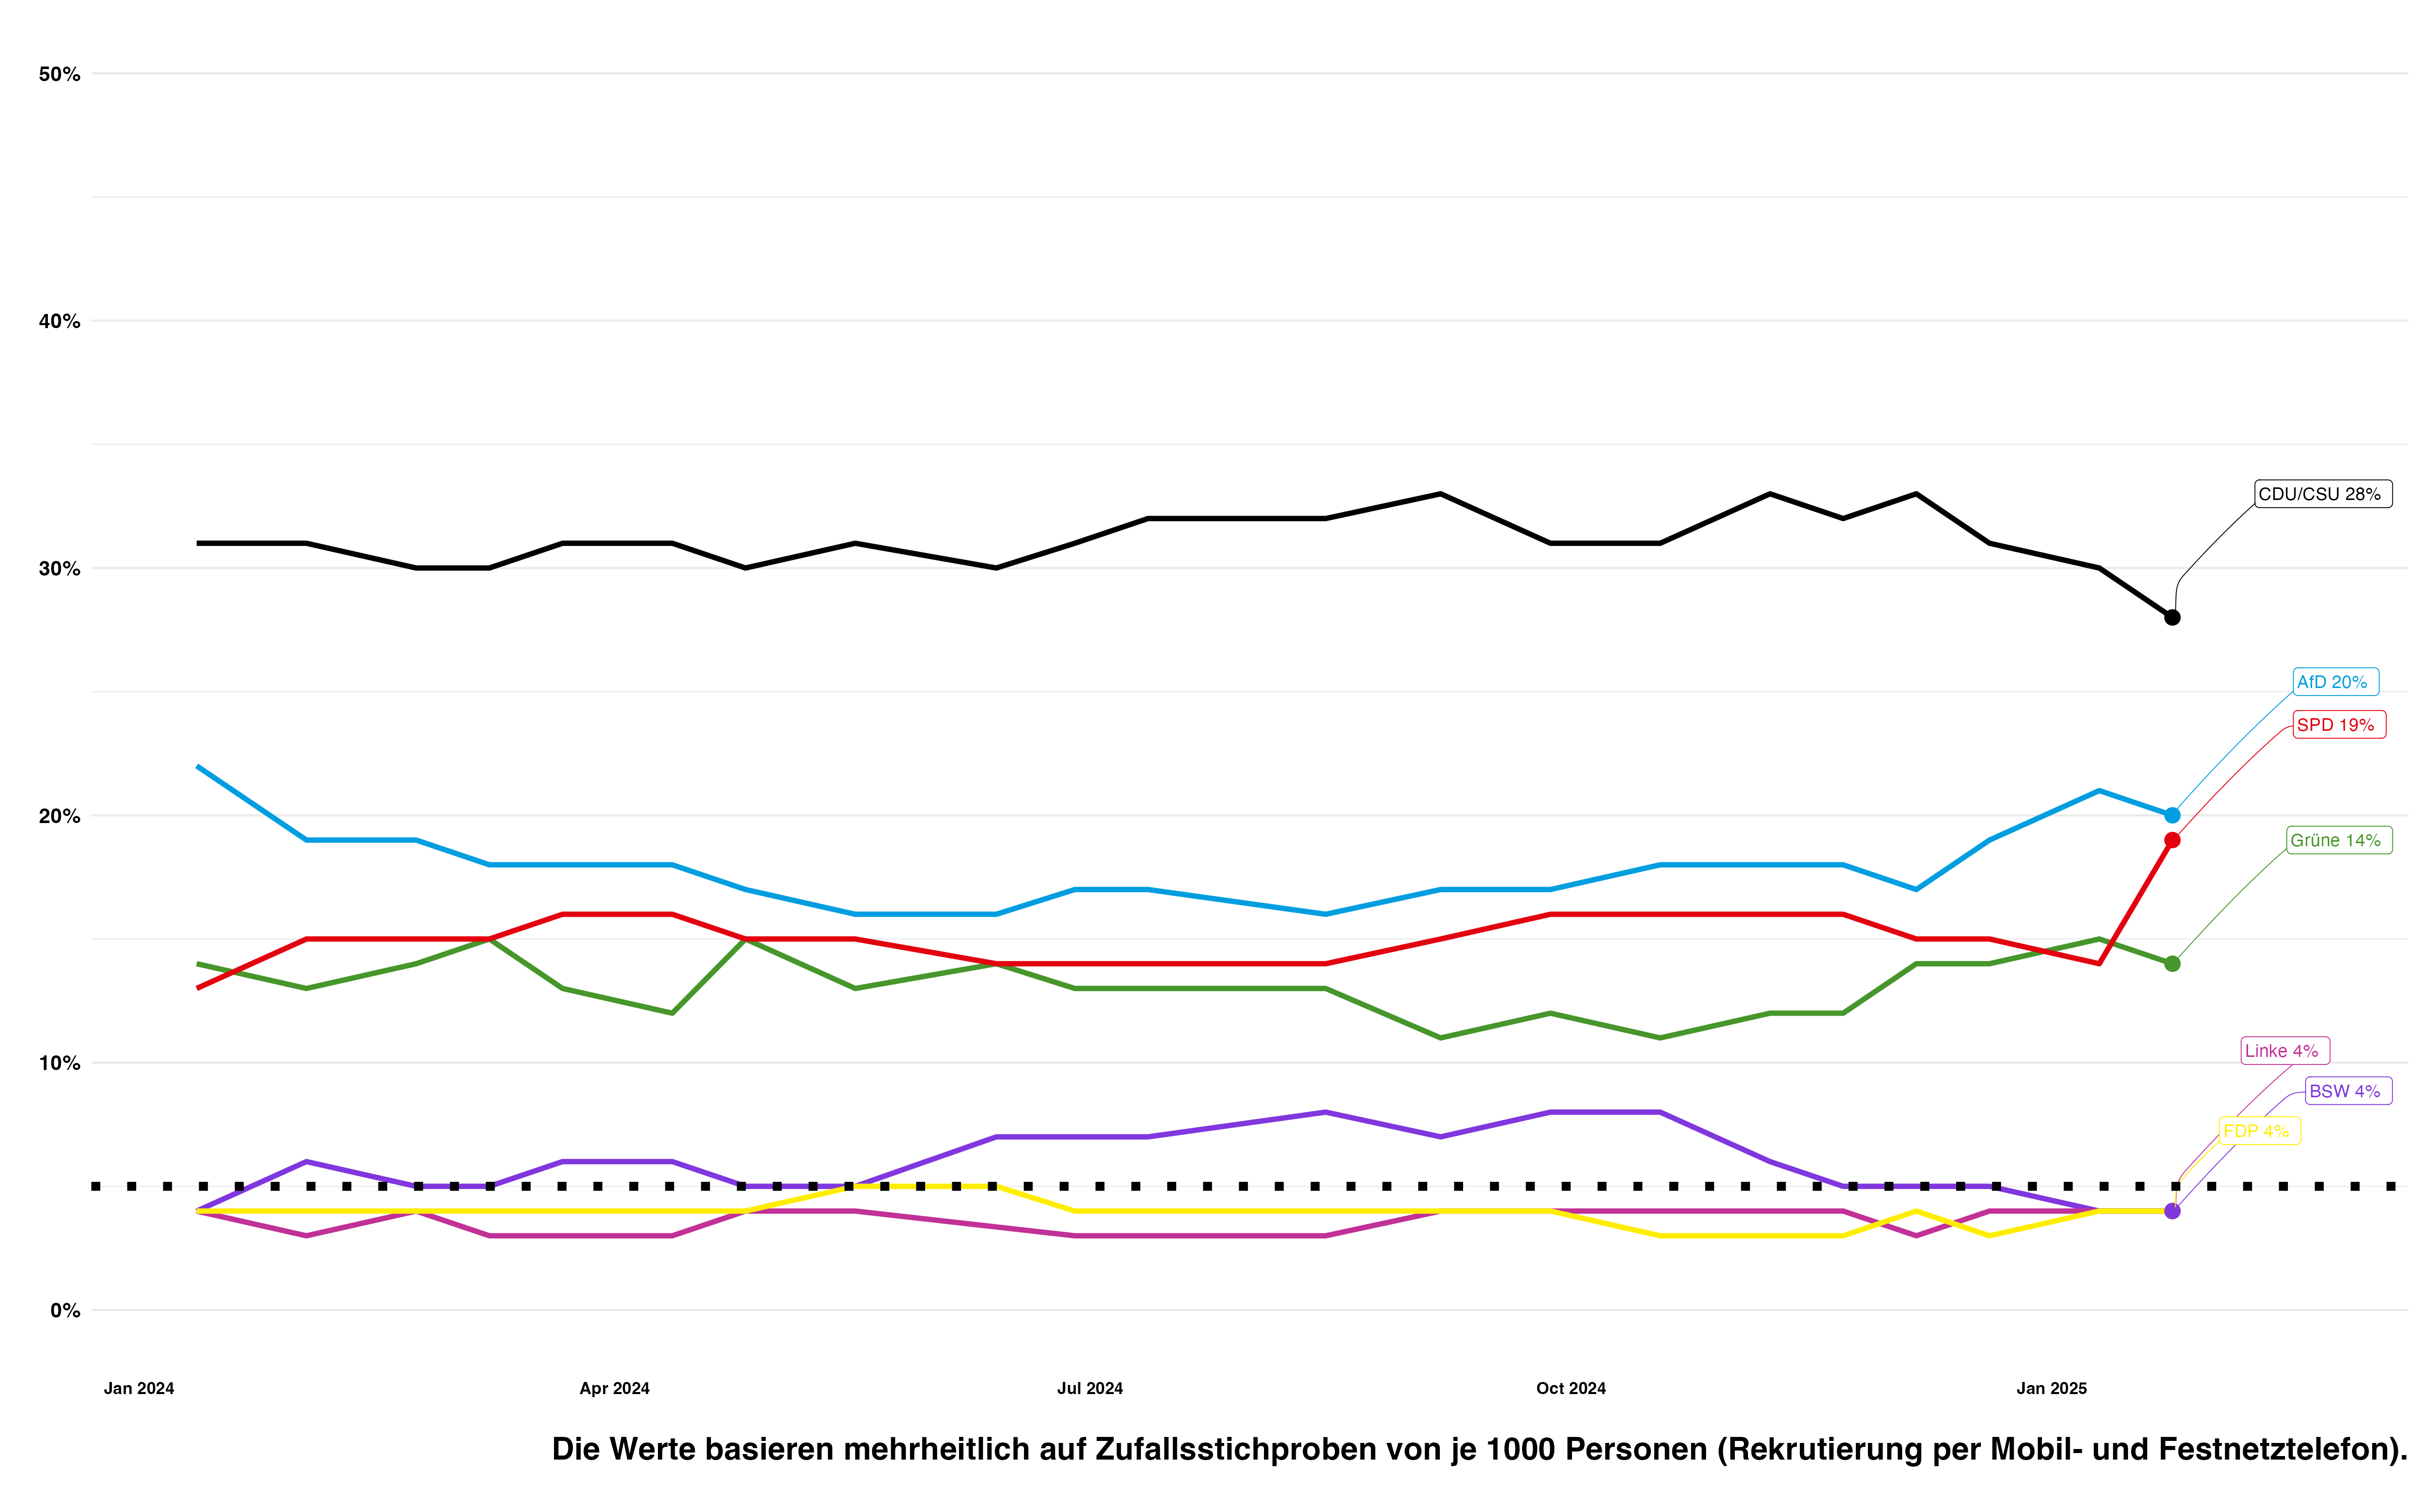 50%
40%
30%
20%
10%
0%
CDU/CSU 28%
AfD 20%
SPD 19%
Grüne 14%
Linke 4%
BSW 4%
FDP 4%
Jan 2024 Apr 2024 Jul 2024 Oct 2024 Jan 2025
Die Werte basieren mehrheitlich auf Zufallsstichproben von je 1000 Personen (Rekrutierung per Mobil- und Festnetztelefon).